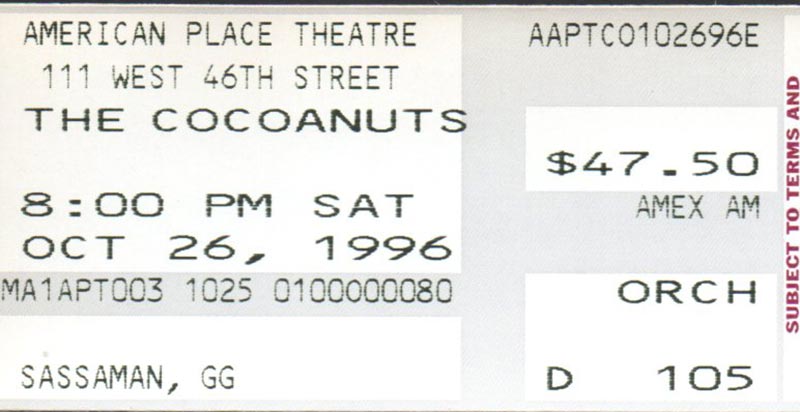 AMERICAN PLACE THEATRE
111 WEST 46TH STREET
THE COCOANUTS
8:00 PM SAT
OCT 26, 1996
MA1APT003 1025 0100000080
SASSAMAN, GG
AAPTCO102696E
$47.50
AMEX AM
ORCH
D 105
SUBJECT TO TERMS AND